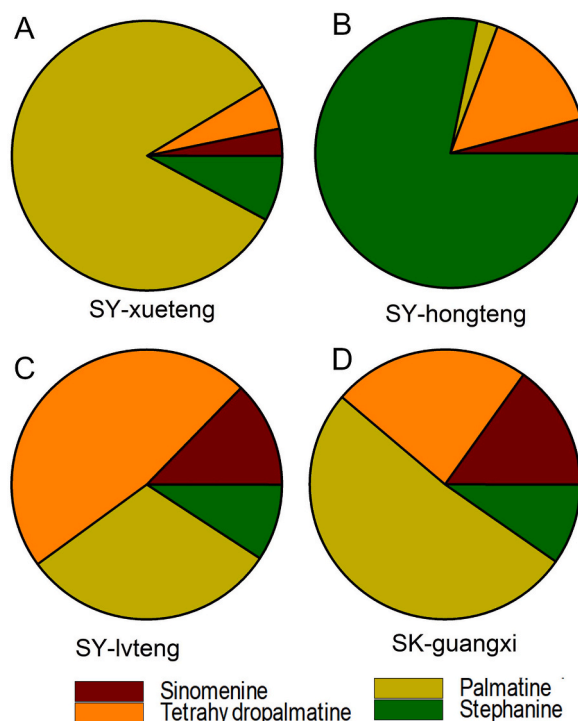 A
B
SY-xueteng
SY-hongteng
C
D
SY-lvteng
SK-guangxi
Sinomenine
Palmatine
Tetrahy dropalmatine
Stephanine